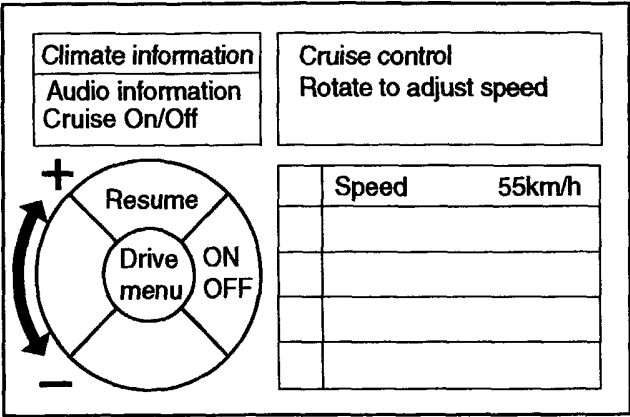 Climate information
Audio information
Cruise On/Off
Cruise control
Rotate to adjust speed
+
Resume
Drive
menu
ON
OFF
−
Speed 55km/h